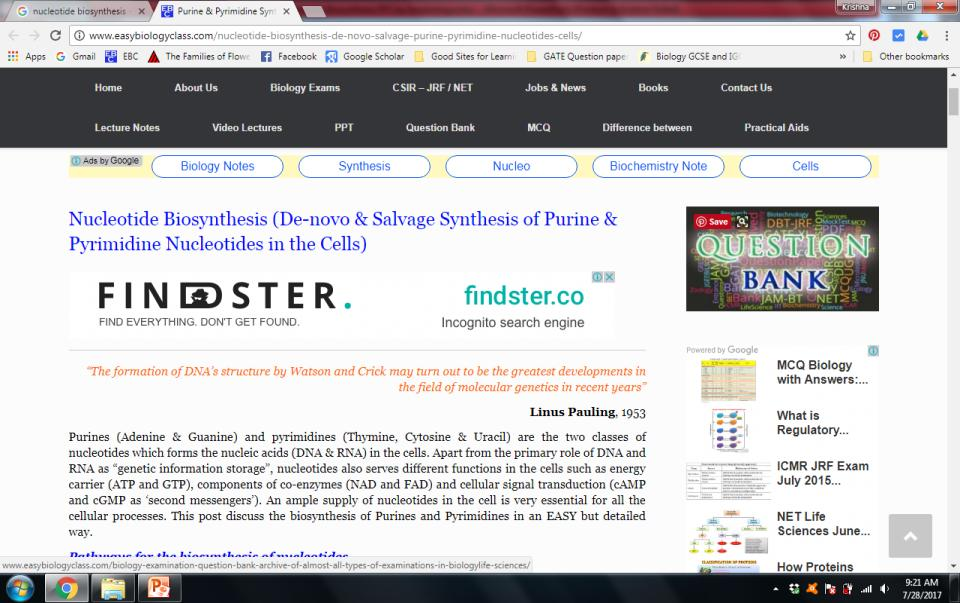 nucleotide biosynthesis
Purine & Pyrimidine Syn
Krishna
www.easybiologyclass.com/nucleotide-biosynthesis-de-novo-salvage-purine-pyrimidine-nucleotides-cells/
Apps
Gmail
EBC
The Families of Flowe
Facebook
Google Scholar
Good Sites for Learni
GATE Question paper
Biology GCSE and IGC
»
Other bookmarks
Home
About Us
Biology Exams
CSIR – JRF / NET
Jobs & News
Books
Contact Us
Lecture Notes
Video Lectures
PPT
Question Bank
MCQ
Difference between
Practical Aids
Ads by Google
Biology Notes
Synthesis
Nucleo
Biochemistry Note
Cells
Nucleotide Biosynthesis (De-novo & Salvage Synthesis of Purine &
Pyrimidine Nucleotides in the Cells)
FINDSTER.
FIND EVERYTHING. DON'T GET FOUND.
findster.co
Incognito search engine
“The formation of DNA’s structure by Watson and Crick may turn out to be the greatest developments in
the field of molecular genetics in recent years”
Linus Pauling, 1953
Purines (Adenine & Guanine) and pyrimidines (Thymine, Cytosine & Uracil) are the two classes of
nucleotides which forms the nucleic acids (DNA & RNA) in the cells. Apart from the primary role of DNA and
RNA as “genetic information storage”, nucleotides also serves different functions in the cells such as energy
carrier (ATP and GTP), components of co-enzymes (NAD and FAD) and cellular signal transduction (cAMP
and cGMP as ‘second messengers’). An ample supply of nucleotides in the cell is very essential for all the
cellular processes. This post discuss the biosynthesis of Purines and Pyrimidines in an EASY but detailed
way.
Pathways for the biosynthesis of nucleotides
Save
Biotechnology
DBT-JRF
QUESTION
BANK
JAM-BT
NET
Powered by Google
MCQ Biology
with Answers:...
What is
Regulatory...
ICMR JRF Exam
July 2015...
NET Life
Sciences June...
CLASSIFICATION OF PROTEINS
How Proteins
www.easybiologyclass.com/biology-examination-question-bank-archive-of-almost-all-types-of-examinations-in-biologylife-sciences/
9:21 AM
7/28/2017